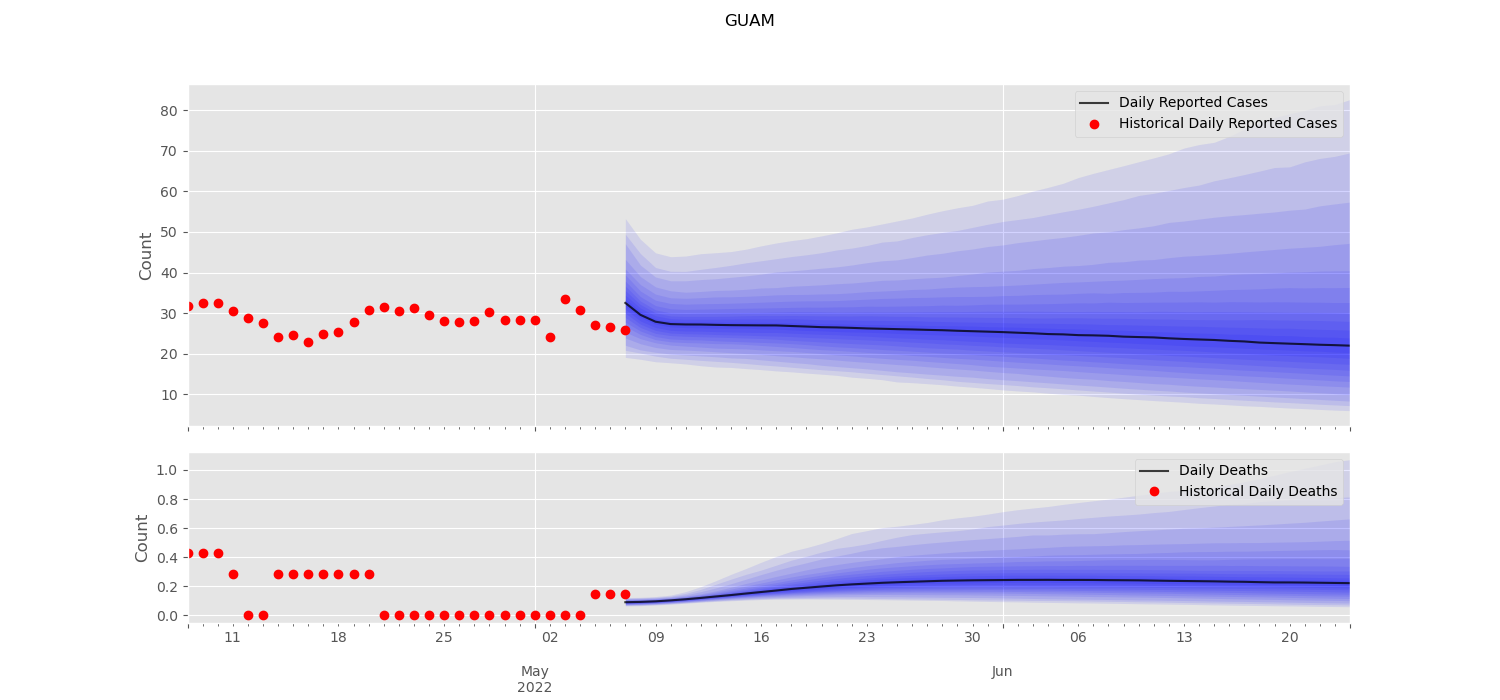 GUAM
80
70
60
50
40
30
20
10
Count
Daily Reported Cases
Historical Daily Reported Cases
1.0
0.8
0.6
0.4
0.2
0.0
Count
Daily Deaths
Historical Daily Deaths
11 18 25 02 09 16 23 30 06 13 20
May Jun
2022